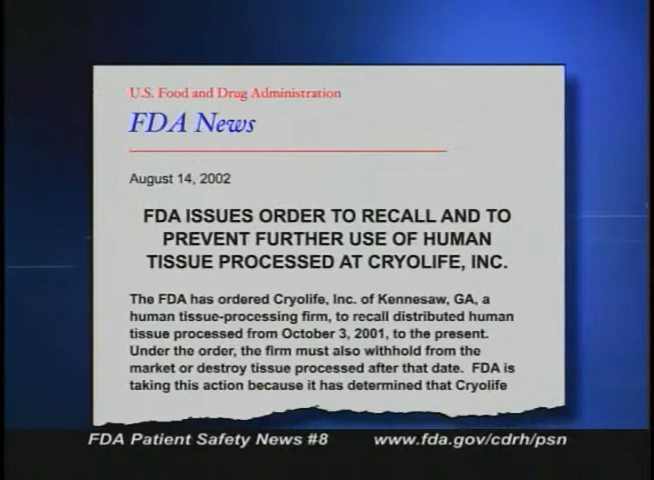 U.S. Food and Drug Administration
FDA News
August 14, 2002
FDA ISSUES ORDER TO RECALL AND TO
PREVENT FURTHER USE OF HUMAN
TISSUE PROCESSED AT CRYOLIFE, INC.
The FDA has ordered Cryolife, Inc. of Kennesaw, GA, a
human tissue-processing firm, to recall distributed human
tissue processed from October 3, 2001, to the present.
Under the order, the firm must also withhold from the
market or destroy tissue processed after that date. FDA is
taking this action because it has determined that Cryolife
FDA Patient Safety News #8 www.fda.gov/cdrh/psn